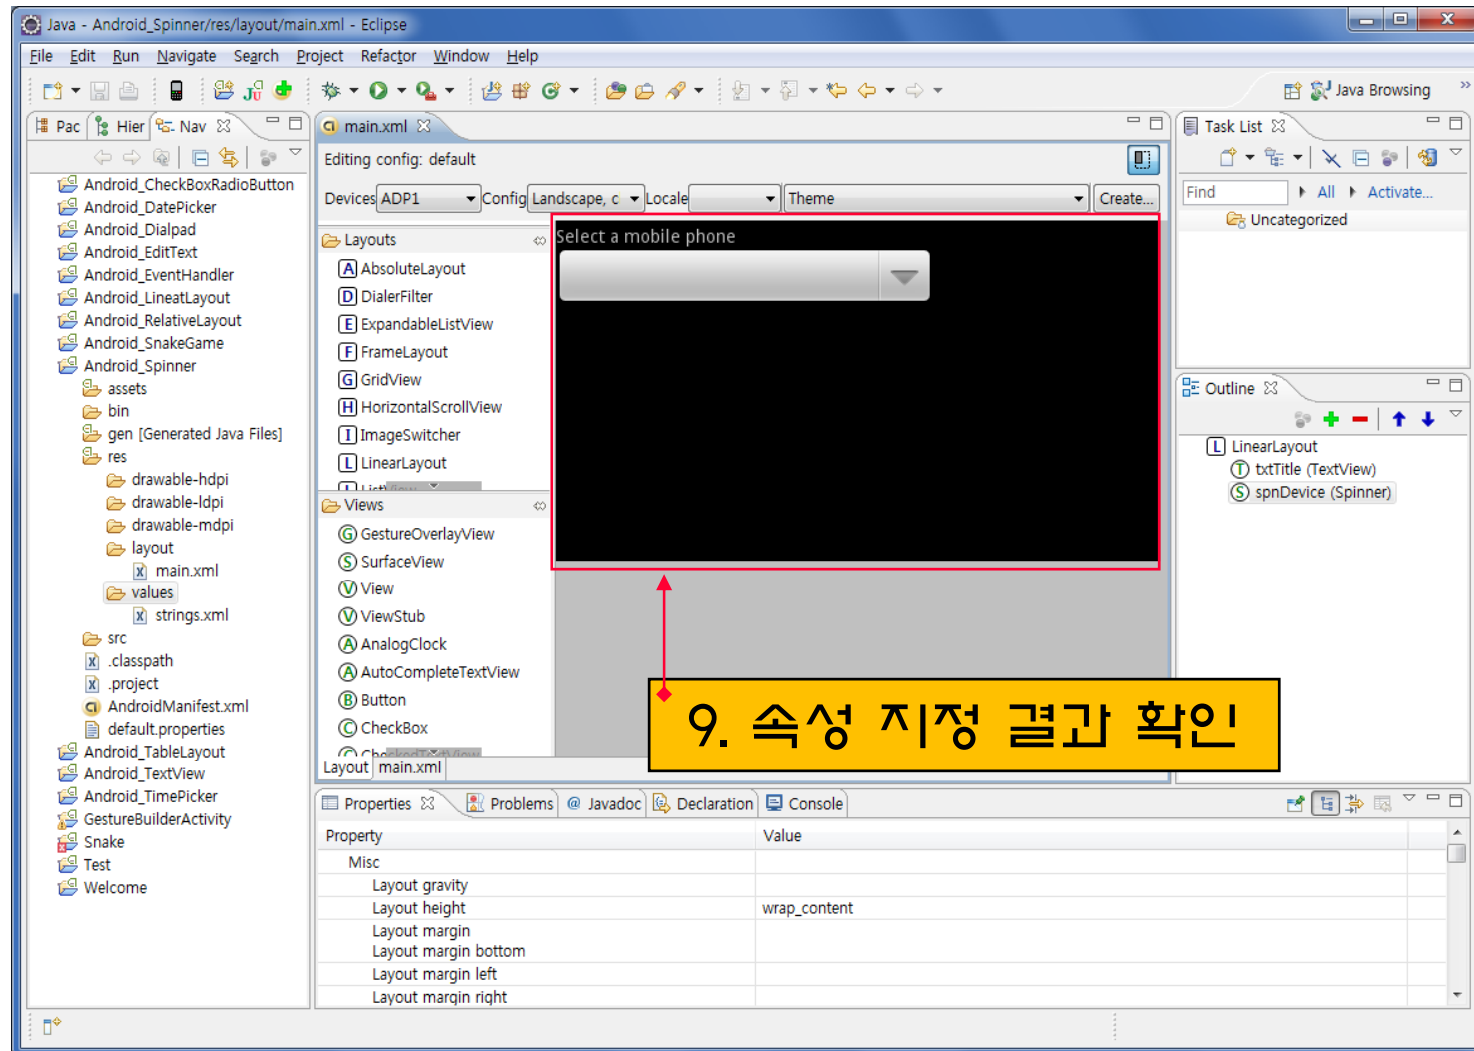 Java - Android_Spinner/res/layout/main.xml - Eclipse
File Edit Run Navigate Search Project Refactor Window Help
Java Browsing
Pac Hier Nav
Android_CheckBoxRadioButton
Android_DatePicker
Android_Dialpad
Android_EditText
Android_EventHandler
Android_LineatLayout
Android_RelativeLayout
Android_SnakeGame
Android_Spinner
assets
bin
gen [Generated Java Files]
res
drawable-hdpi
drawable-ldpi
drawable-mdpi
layout
main.xml
values
strings.xml
src
.classpath
.project
AndroidManifest.xml
default.properties
Android_TableLayout
Android_TextView
Android_TimePicker
GestureBuilderActivity
Snake
Test
Welcome
main.xml
Editing config: default
Devices ADP1 Config Landscape, c Locale Theme Create...
Layouts
AbsoluteLayout
DialerFilter
ExpandableListView
FrameLayout
GridView
HorizontalScrollView
ImageSwitcher
LinearLayout
ListView
Views
GestureOverlayView
SurfaceView
View
ViewStub
AnalogClock
AutoCompleteTextView
Button
CheckBox
CheckedTextView
Layout main.xml
Select a mobile phone
9. 속성 지정 결과 확인
Task List
Find All Activate...
Uncategorized
Outline
LinearLayout
txtTitle (TextView)
spnDevice (Spinner)
Properties Problems @ Javadoc Declaration Console
Property Value
Misc
Layout gravity
Layout height wrap_content
Layout margin
Layout margin bottom
Layout margin left
Layout margin right